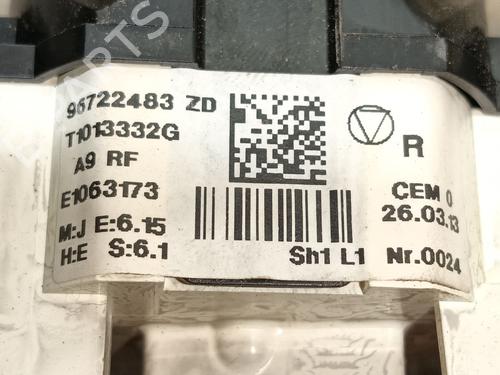 96722483 ZD
T1013332G
A9 RF
E1063173
M:J E:6.15
H:E S:6.1
R
CEM 0
26.03.13
Sh1 L1
Nr.0024